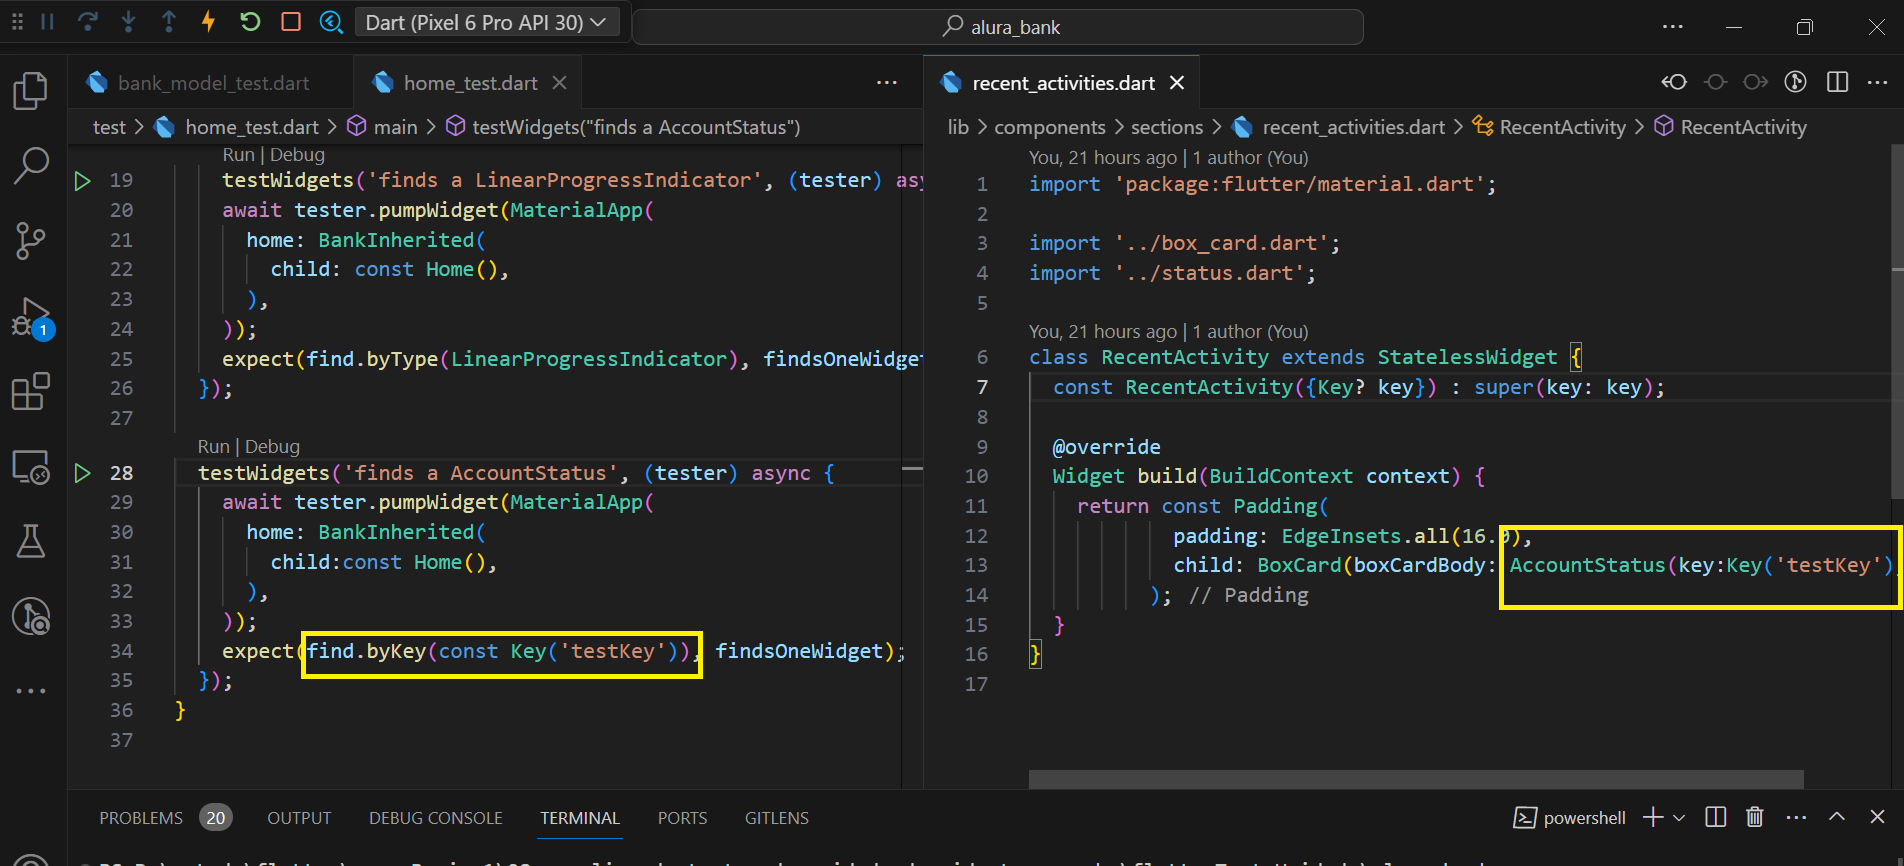 Dart (Pixel 6 Pro API 30)
alura_bank
bank_model_test.dart
home_test.dart
test > home_test.dart > main > testWidgets("finds a AccountStatus")
Run | Debug
19 testWidgets('finds a LinearProgressIndicator', (tester) asy
20 await tester.pumpWidget(MaterialApp(
21 home: BankInherited(
22 child: const Home(),
23 ),
24 ));
25 expect(find.byType(LinearProgressIndicator), findsOneWidget
26 });
27
Run | Debug
28 testWidgets('finds a AccountStatus', (tester) async {
29 await tester.pumpWidget(MaterialApp(
30 home: BankInherited(
31 child:const Home(),
32 ),
33 ));
34 expect(find.byKey(const Key('testKey')), findsOneWidget);
35 });
36 }
37
recent_activities.dart
lib > components > sections > recent_activities.dart > RecentActivity > RecentActivity
You, 21 hours ago | 1 author (You)
1 import 'package:flutter/material.dart';
2
3 import '../box_card.dart';
4 import '../status.dart';
5
You, 21 hours ago | 1 author (You)
6 class RecentActivity extends StatelessWidget {
7 const RecentActivity({Key? key}) : super(key: key);
8
9 @override
10 Widget build(BuildContext context) {
11 return const Padding(
12 padding: EdgeInsets.all(16.0),
13 child: BoxCard(boxCardBody: AccountStatus(key:Key('testKey')
14 ); // Padding
15 }
16 }
17
1
PROBLEMS 20 OUTPUT DEBUG CONSOLE TERMINAL PORTS GITLENS
powershell